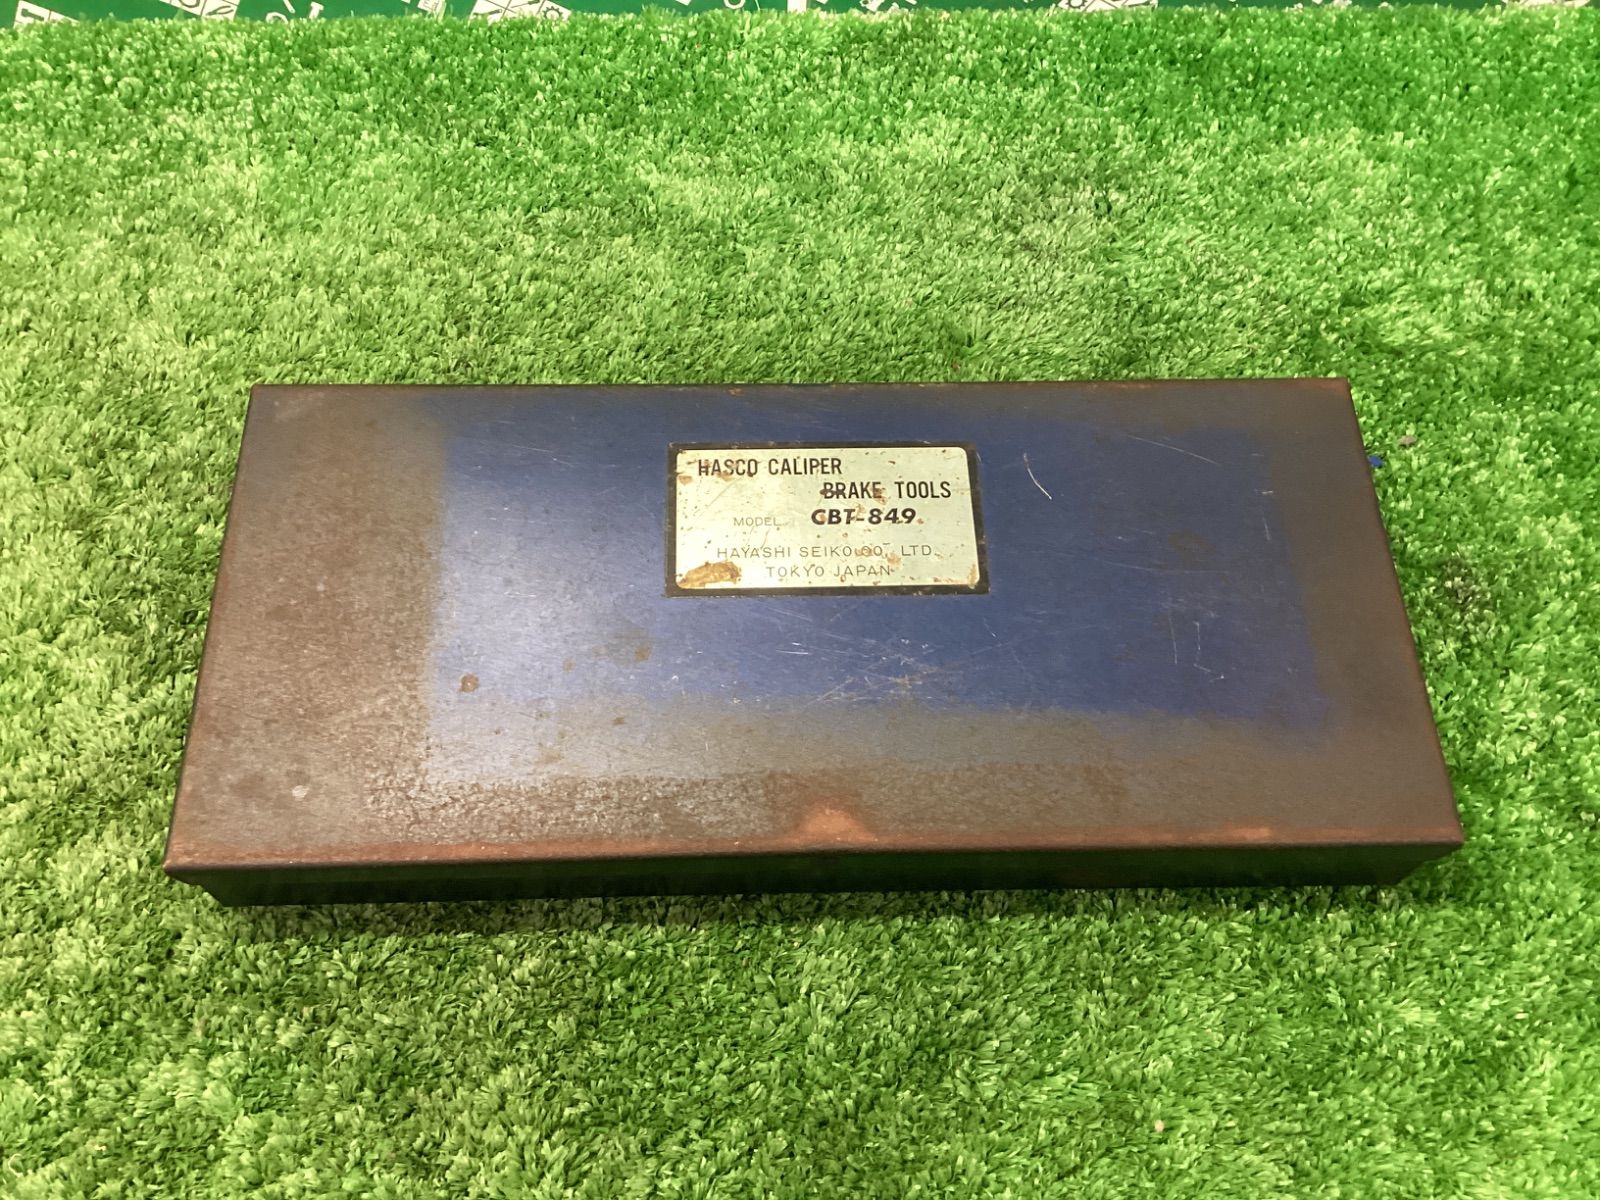 HASCO CALIPER
BRAKE TOOLS
MODEL CBT-849
HAYASHI SEIKO CO., LTD.
TOKYO JAPAN